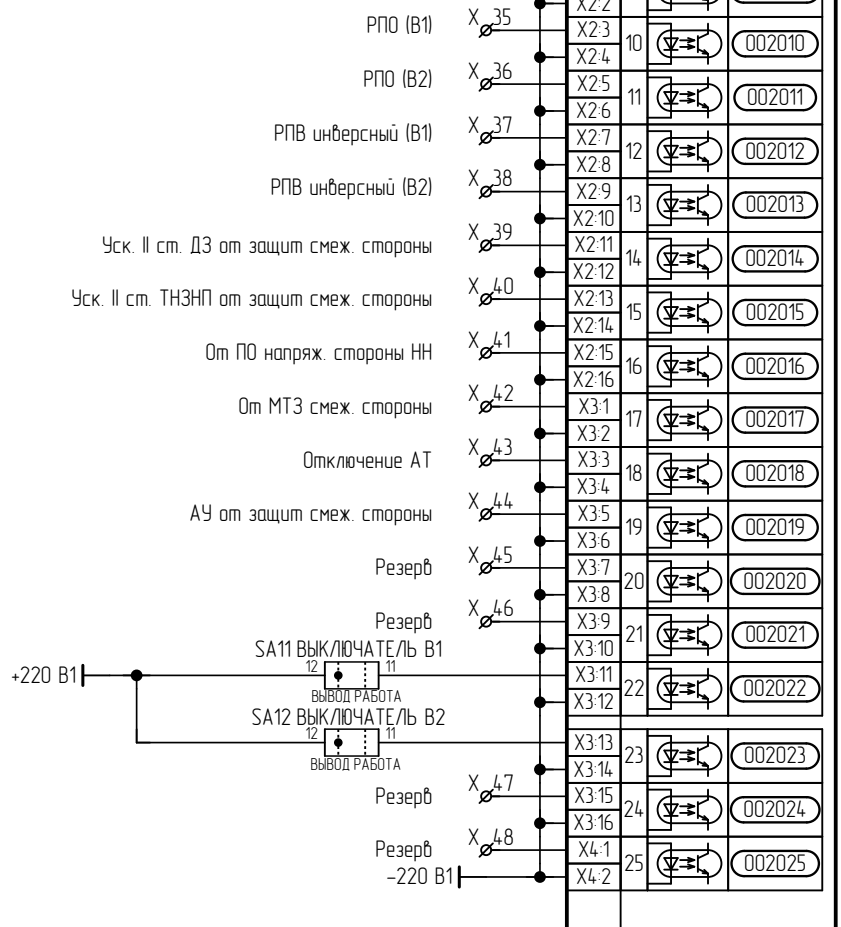 X2:2
РПО (В1) X 35 X2:3 10 002010
X2:4
РПО (В2) X 36 X2:5 11 002011
X2:6
РПВ инверсный (В1) X 37 X2:7 12 002012
X2:8
РПВ инверсный (В2) X 38 X2:9 13 002013
X2:10
Уск. II ст. ДЗ от защит смеж. стороны X 39 X2:11 14 002014
X2:12
Уск. II ст. ТНЗНП от защит смеж. стороны X 40 X2:13 15 002015
X2:14
От ПО напряж. стороны НН X 41 X2:15 16 002016
X2:16
От МТЗ смеж. стороны X 42 X3:1 17 002017
X3:2
Отключение АТ X 43 X3:3 18 002018
X3:4
АУ от защит смеж. стороны X 44 X3:5 19 002019
X3:6
Резерв X 45 X3:7 20 002020
X3:8
Резерв X 46 X3:9 21 002021
SA11 ВЫКЛЮЧАТЕЛЬ В1 X3:10
+220 В1 12 11 X3:11 22 002022
ВЫВОД РАБОТА X3:12
SA12 ВЫКЛЮЧАТЕЛЬ В2
12 11 X3:13 23 002023
ВЫВОД РАБОТА X3:14
Резерв X 47 X3:15 24 002024
X3:16
Резерв X 48 X4:1 25 002025
-220 В1 X4:2